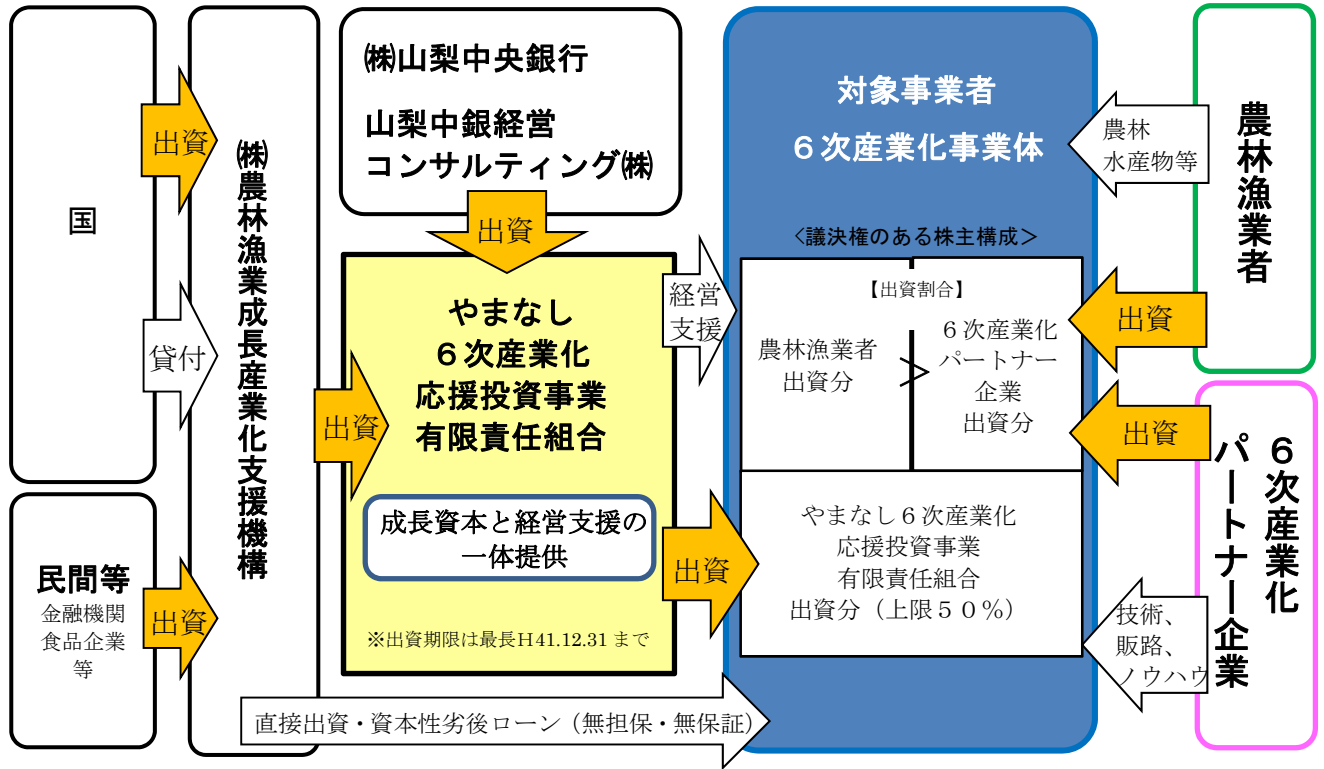 国
出資
貸付
民間等
金融機関
食品企業
等
出資
㈱農林漁業成長産業化支援機構
㈱山梨中央銀行
山梨中銀経営
コンサルティング㈱
出資
出資
やまなし
６次産業化
応援投資事業
有限責任組合
成長資本と経営支援の
一体提供
※出資期限は最長H41.12.31 まで
経営
支援
出資
直接出資・資本性劣後ローン（無担保・無保証）
対象事業者
６次産業化事業体
＜議決権のある株主構成＞
【出資割合】
農林漁業者
出資分
＞
６次産業化
パートナー
企業
出資分
やまなし６次産業化
応援投資事業
有限責任組合
出資分（上限５０％）
農林
水産物等
出資
農林漁業者
出資
技術、
販路、
ノウハウ
６次産業化
パートナー企業